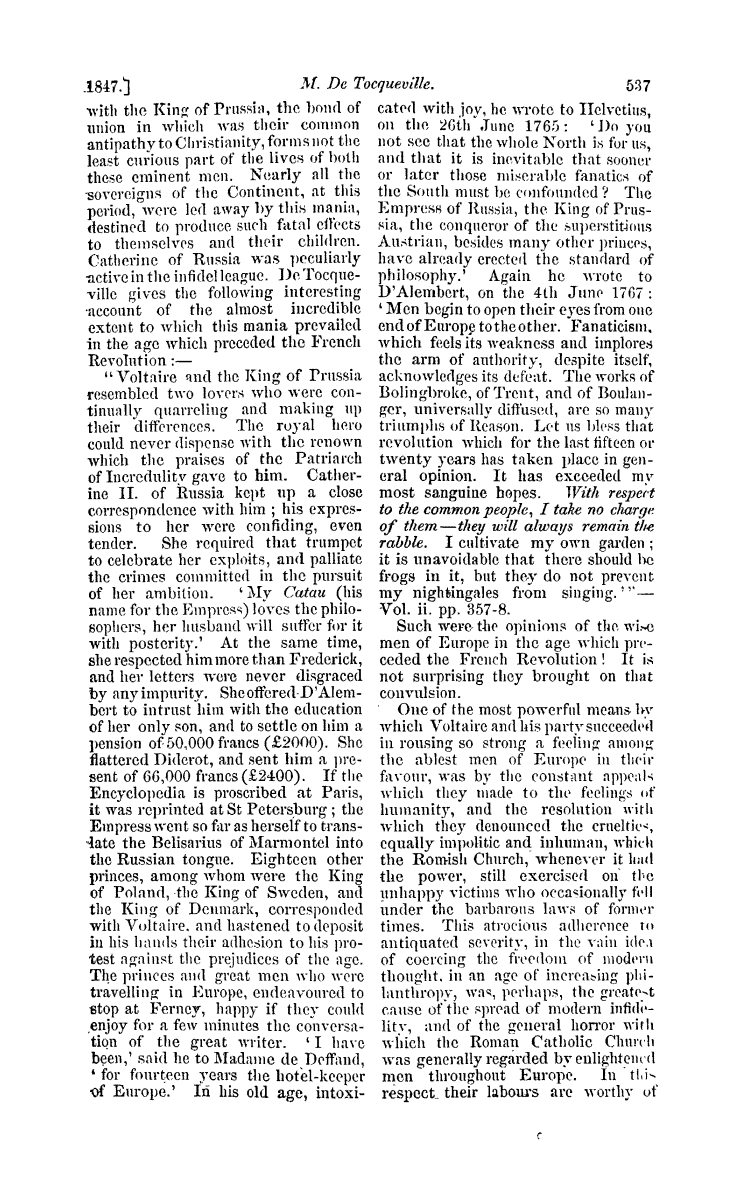 1847.] M. De Tocqueville. 537
with the King of Prussia, the bond of
union in which was their common
antipathy to Christianity, forms not the
least curious part of the lives of both
these eminent men. Nearly all the
sovereigns of the Continent, at this
period, were led away by this mania,
destined to produce such fatal effects
to themselves and their children.
Catherine of Russia was peculiarly
active in the infidel league. De Tocque-
ville gives the following interesting
account of the almost incredible
extent to which this mania prevailed
in the age which preceded the French
Revolution :—
"Voltaire and the King of Prussia
resembled two lovers who were con-
tinually quarreling and making up
their differences. The royal hero
could never dispense with the renown
which the praises of the Patriarch
of Incredulity gave to him. Cather-
ine II. of Russia kept up a close
correspondence with him ; his expres-
sions to her were confiding, even
tender. She required that trumpet
to celebrate her exploits, and palliate
the crimes committed in the pursuit
of her ambition. 'My Catau (his
name for the Empress) loves the philo-
sophers, her husband will suffer for it
with posterity.' At the same time,
she respected him more than Frederick,
and her letters were never disgraced
by any impurity. She offered D'Alem-
bert to intrust him with the education
of her only son, and to settle on him a
pension of 50,000 francs (£2000). She
flattered Diderot, and sent him a pre-
sent of 66,000 francs (£2400). If the
Encyclopedia is proscribed at Paris,
it was reprinted at St Petersburg ; the
Empress went so far as herself to trans-
late the Belisarius of Marmontel into
the Russian tongue. Eighteen other
princes, among whom were the King
of Poland, the King of Sweden, and
the King of Denmark, corresponded
with Voltaire, and hastened to deposit
in his hands their adhesion to his pro-
test against the prejudices of the age.
The princes and great men who were
travelling in Europe, endeavoured to
stop at Ferney, happy if they could
enjoy for a few minutes the conversa-
tion of the great writer. 'I have
been,' said he to Madame de Deffand,
'for fourteen years the hotel-keeper
of Europe.' In his old age, intoxi-
cated with joy, he wrote to Helvetius,
on the 26th June 1765 : 'Do you
not see that the whole North is for us,
and that it is inevitable that sooner
or later those miserable fanatics of
the South must be confounded ? The
Empress of Russia, the King of Prus-
sia, the conqueror of the superstitious
Austrian, besides many other princes,
have already erected the standard of
philosophy.' Again he wrote to
D'Alembert, on the 4th June 1767 :
'Men begin to open their eyes from one
end of Europe to the other. Fanaticism,
which feels its weakness and implores
the arm of authority, despite itself,
acknowledges its defeat. The works of
Bolingbroke, of Trent, and of Boulan-
ger, universally diffused, are so many
triumphs of Reason. Let us bless that
revolution which for the last fifteen or
twenty years has taken place in gen-
eral opinion. It has exceeded my
most sanguine hopes. With respect
to the common people, I take no charge
of them—they will always remain the
rabble. I cultivate my own garden ;
it is unavoidable that there should be
frogs in it, but they do not prevent
my nightingales from singing.'"—
Vol. ii. pp. 357-8.
Such were the opinions of the wise
men of Europe in the age which pre-
ceded the French Revolution ! It is
not surprising they brought on that
convulsion.
One of the most powerful means by
which Voltaire and his party succeeded
in rousing so strong a feeling among
the ablest men of Europe in their
favour, was by the constant appeals
which they made to the feelings of
humanity, and the resolution with
which they denounced the cruelties,
equally impolitic and inhuman, which
the Romish Church, whenever it had
the power, still exercised on the
unhappy victims who occasionally fell
under the barbarous laws of former
times. This atrocious adherence to
antiquated severity, in the vain idea
of coercing the freedom of modern
thought, in an age of increasing phi-
lanthropy, was, perhaps, the greatest
cause of the spread of modern infide-
lity, and of the general horror with
which the Roman Catholic Church
was generally regarded by enlightened
men throughout Europe. In this
respect their labours are worthy of